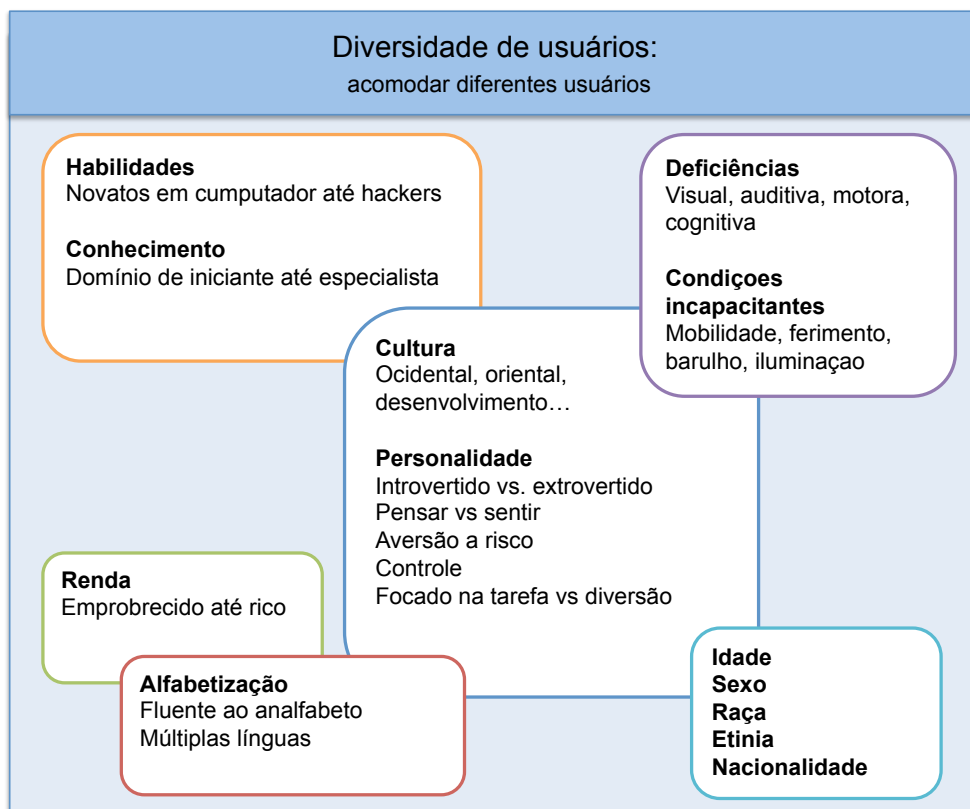 Diversidade de usuários:
acomodar diferentes usuários
Habilidades
Novatos em cumputador até hackers
Conhecimento
Domínio de iniciante até especialista
Deficiências
Visual, auditiva, motora,
cognitiva
Condiçoes
incapacitantes
Mobilidade, ferimento,
barulho, iluminaçao
Cultura
Ocidental, oriental,
desenvolvimento…
Personalidade
Introvertido vs. extrovertido
Pensar vs sentir
Aversão a risco
Controle
Focado na tarefa vs diversão
Renda
Emprobrecido até rico
Alfabetização
Fluente ao analfabeto
Múltiplas línguas
Idade
Sexo
Raça
Etinia
Nacionalidade